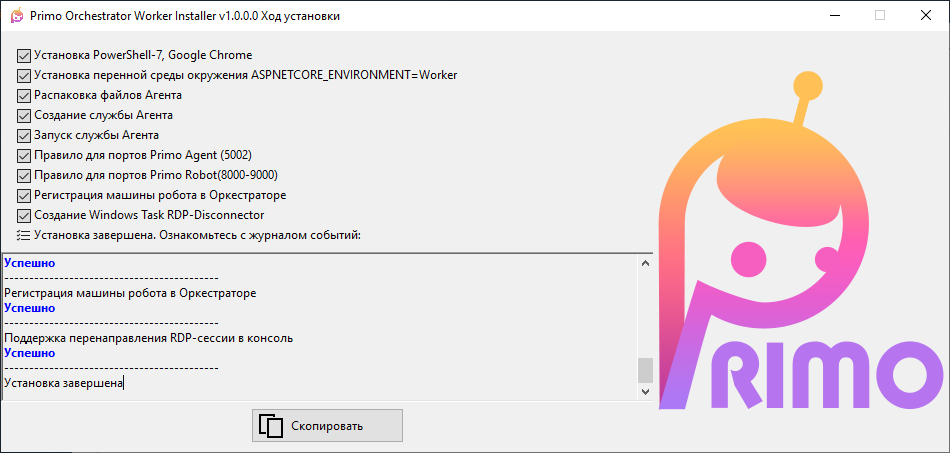 Primo Orchestrator Worker Installer v1.0.0.0 Ход установки
Установка PowerShell-7, Google Chrome
Установка перенной среды окружения ASPNETCORE_ENVIRONMENT=Worker
Распаковка файлов Агента
Создание службы Агента
Запуск службы Агента
Правило для портов Primo Agent (5002)
Правило для портов Primo Robot(8000-9000)
Регистрация машины робота в Оркестраторе
Создание Windows Task RDP-Disconnector
Установка завершена. Ознакомьтесь с журналом событий:
Успешно
-------------------------------------------
Регистрация машины робота в Оркестраторе
Успешно
-------------------------------------------
Поддержка перенаправления RDP-сессии в консоль
Успешно
-------------------------------------------
Установка завершена
Скопировать
PRIMO